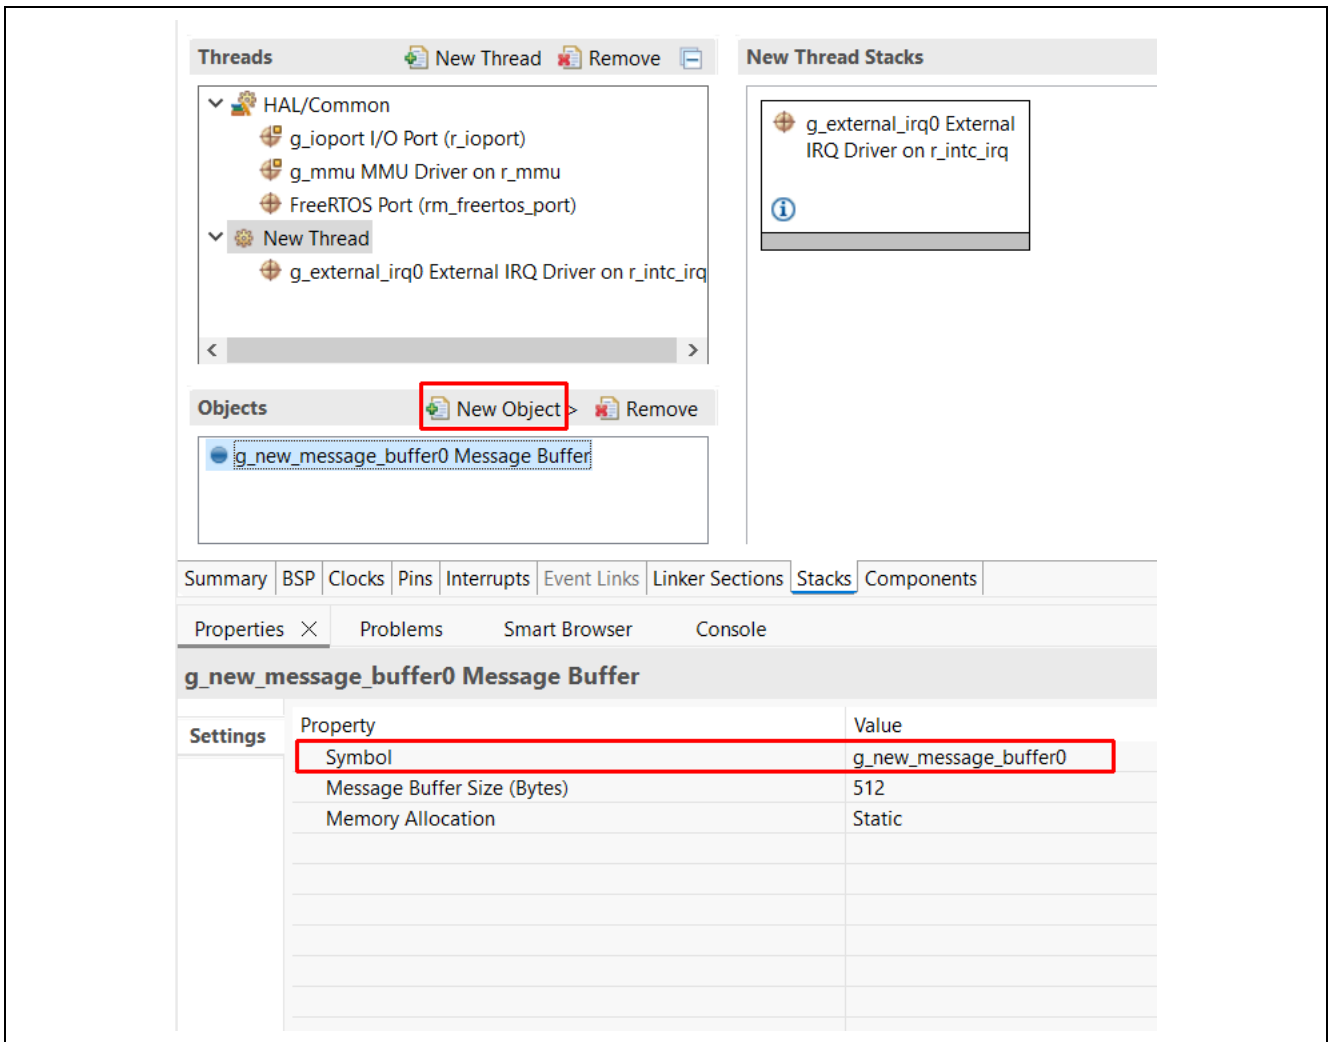 Threads New Thread Remove
HAL/Common
g_ioport I/O Port (r_ioport)
g_mmu MMU Driver on r_mmu
FreeRTOS Port (rm_freertos_port)
New Thread
g_external_irq0 External IRQ Driver on r_intc_irq
New Thread Stacks
g_external_irq0 External
IRQ Driver on r_intc_irq
Objects New Object > Remove
g_new_message_buffer0 Message Buffer
Summary BSP Clocks Pins Interrupts Event Links Linker Sections Stacks Components
Properties Problems Smart Browser Console
g_new_message_buffer0 Message Buffer
Settings
Property Value
Symbol g_new_message_buffer0
Message Buffer Size (Bytes) 512
Memory Allocation Static